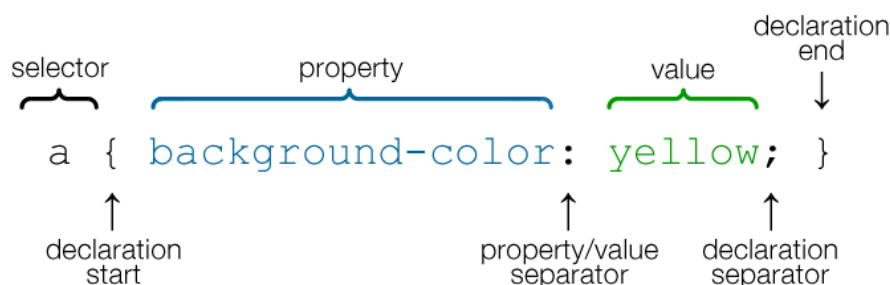 declaration
end
selector
property
value
a { background-color: yellow; }
declaration
start
property/value
separator
declaration
separator